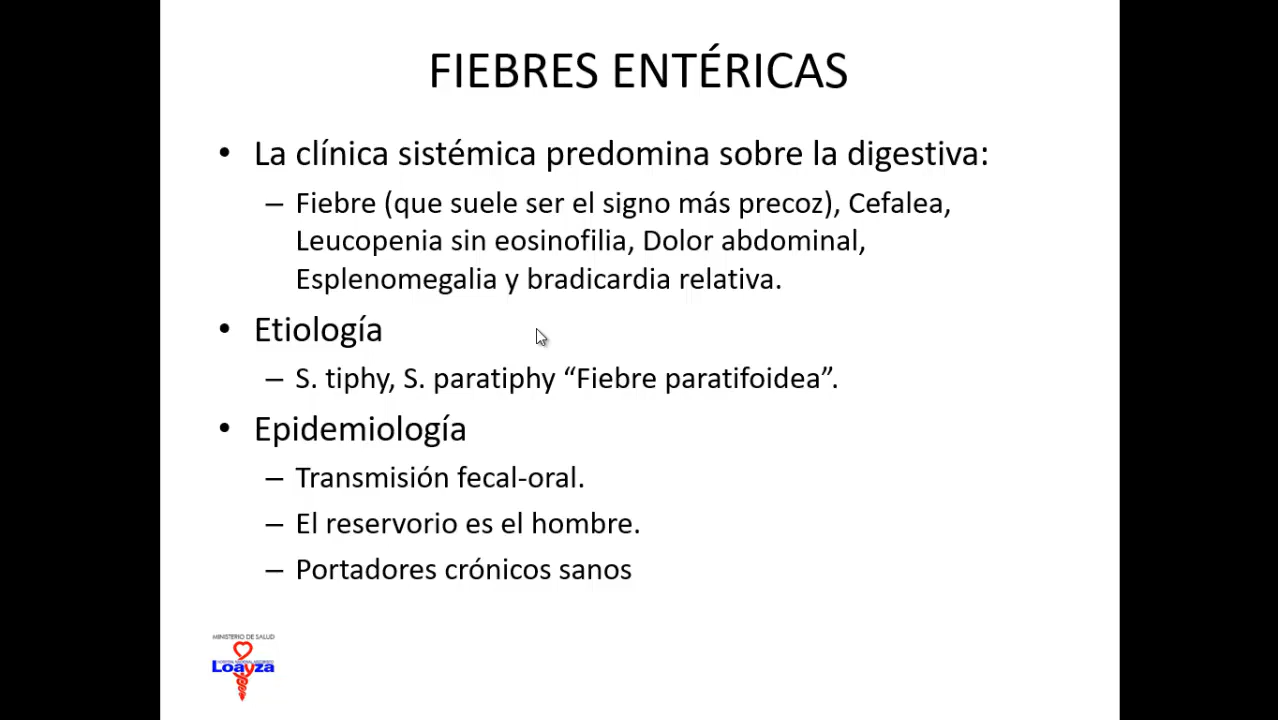 FIEBRES ENTÉRICAS
• La clínica sistémica predomina sobre la digestiva:
– Fiebre (que suele ser el signo más precoz), Cefalea,
Leucopenia sin eosinofilia, Dolor abdominal,
Esplenomegalia y bradicardia relativa.
• Etiología
– S. tiphy, S. paratiphy “Fiebre paratifoidea”.
• Epidemiología
– Transmisión fecal-oral.
– El reservorio es el hombre.
– Portadores crónicos sanos
MINISTERIO DE SALUD
Loayza